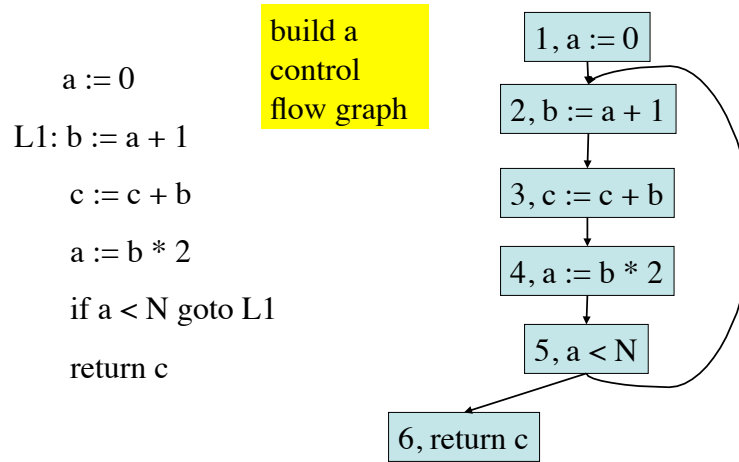 a := 0
L1: b := a + 1
c := c + b
a := b * 2
if a < N goto L1
return c
build a
control
flow graph
1, a := 0
2, b := a + 1
3, c := c + b
4, a := b * 2
5, a < N
6, return c